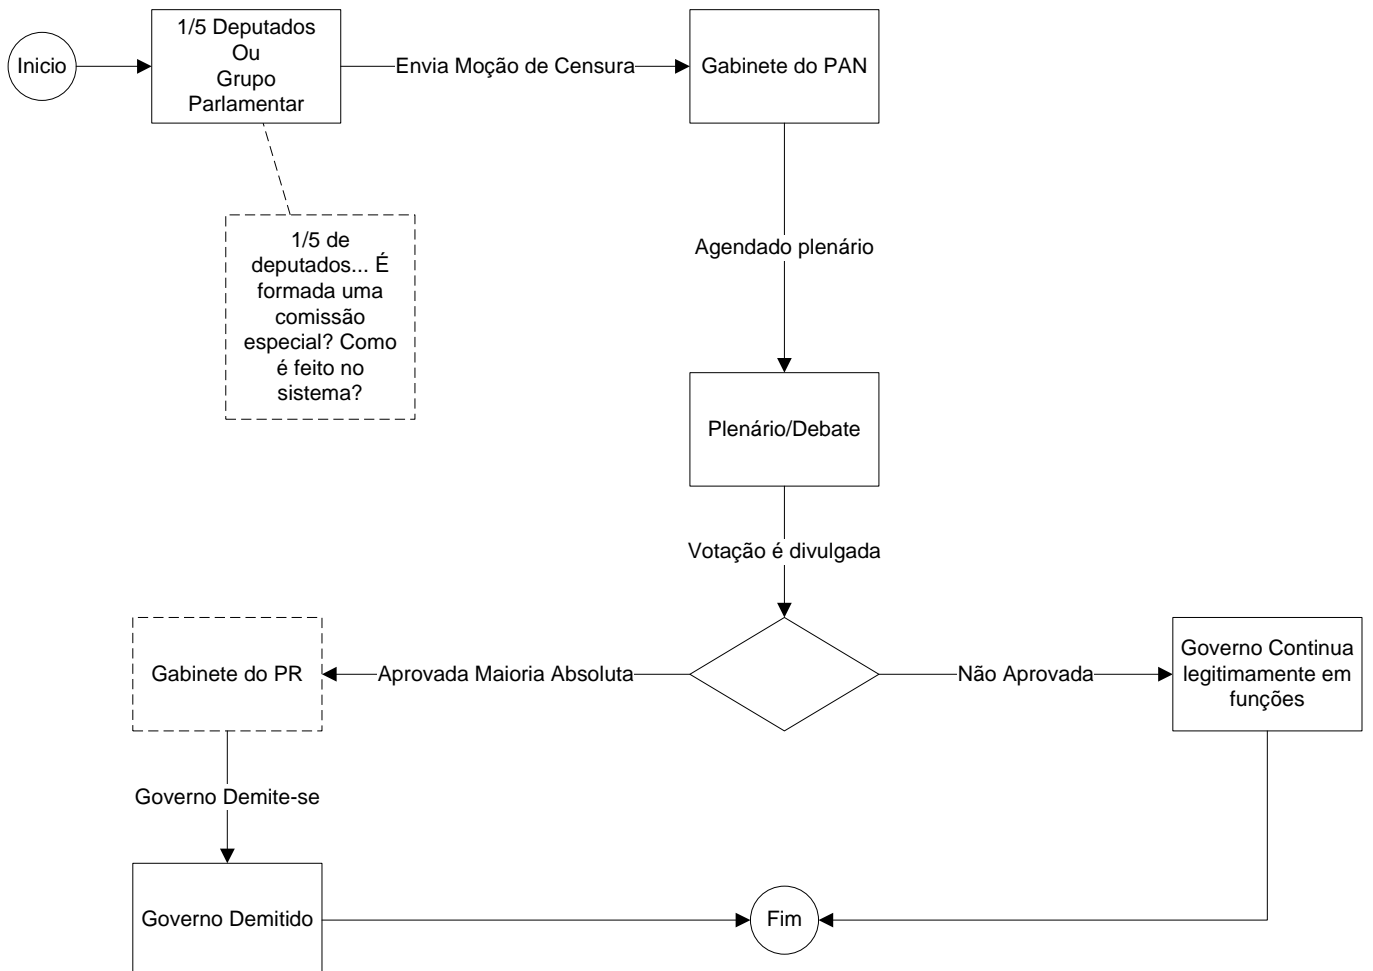 Inicio
1/5 Deputados
Ou
Grupo
Parlamentar
Envia Moção de Censura
Gabinete do PAN
1/5 de
deputados... É
formada uma
comissão
especial? Como
é feito no
sistema?
Agendado plenário
Plenário/Debate
Votação é divulgada
Gabinete do PR
Aprovada Maioria Absoluta
Não Aprovada
Governo Continua
legitimamente em
funções
Governo Demite-se
Governo Demitido
Fim